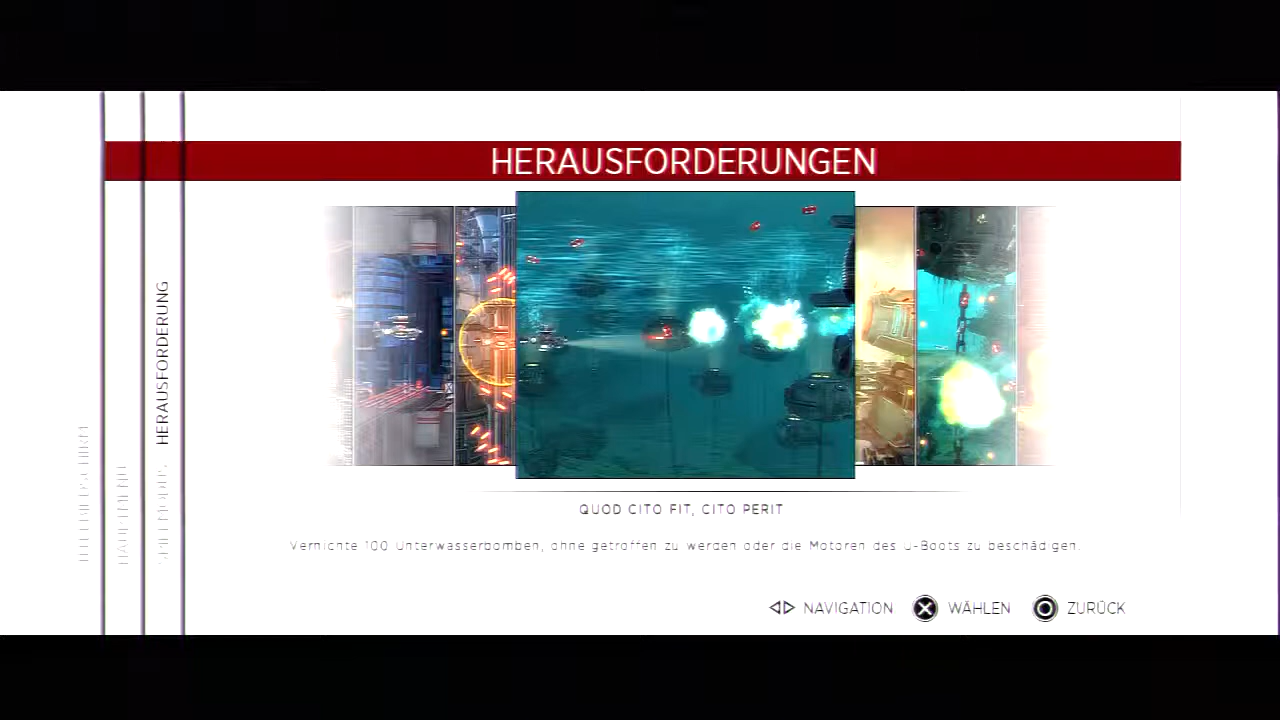 HERAUSFORDERUNGEN
HERAUSFORDERUNG
QUOD CITO FIT, CITO PERIT
Vernichte 100 Unterwasserbomben, ohne getroffen zu werden oder die Motoren des U-Boots zu beschädigen.
NAVIGATION WÄHLEN ZURÜCK